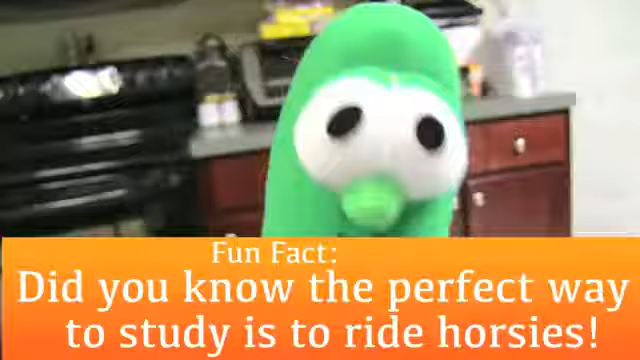 Fun Fact:
Did you know the perfect way
to study is to ride horsies!